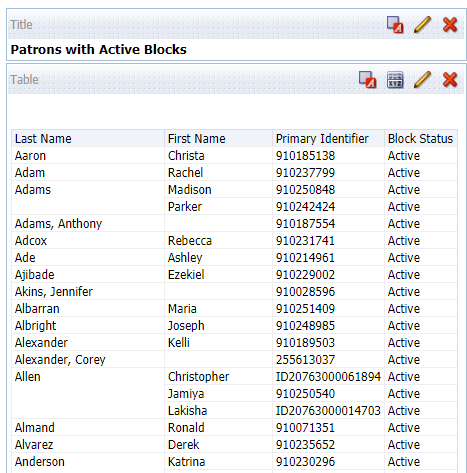 Title
Patrons with Active Blocks
Table
Last Name First Name Primary Identifier Block Status
Aaron Christa 910185138 Active
Adam Rachel 910237799 Active
Adams Madison 910250848 Active
Parker 910242424 Active
Adams, Anthony 910187554 Active
Adcox Rebecca 910231741 Active
Ade Ashley 910214961 Active
Ajibade Ezekiel 910229002 Active
Akins, Jennifer 910028596 Active
Albarran Maria 910251409 Active
Albright Joseph 910248985 Active
Alexander Kelli 910189503 Active
Alexander, Corey 255613037 Active
Allen Christopher ID20763000061894 Active
Jamiya 910250540 Active
Lakisha ID20763000014703 Active
Almand Ronald 910071351 Active
Alvarez Derek 910235652 Active
Anderson Katrina 910230296 Active